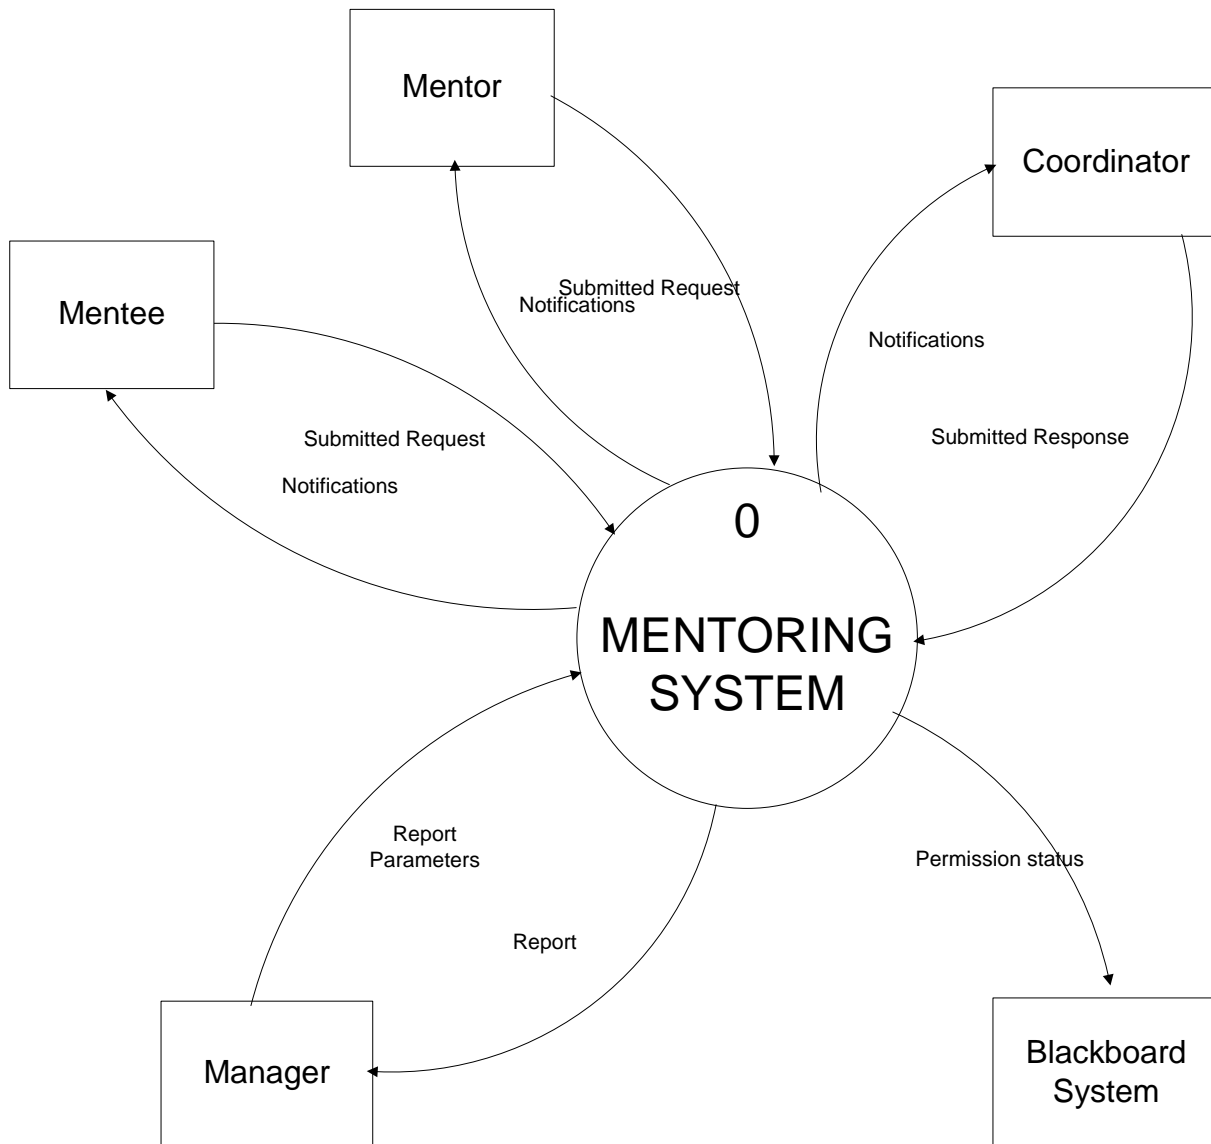 Mentor
Coordinator
Mentee
Submitted Request
Notifications
Notifications
Submitted Request
Submitted Response
Notifications
0
MENTORING
SYSTEM
Report
Parameters
Permission status
Report
Manager
Blackboard
System